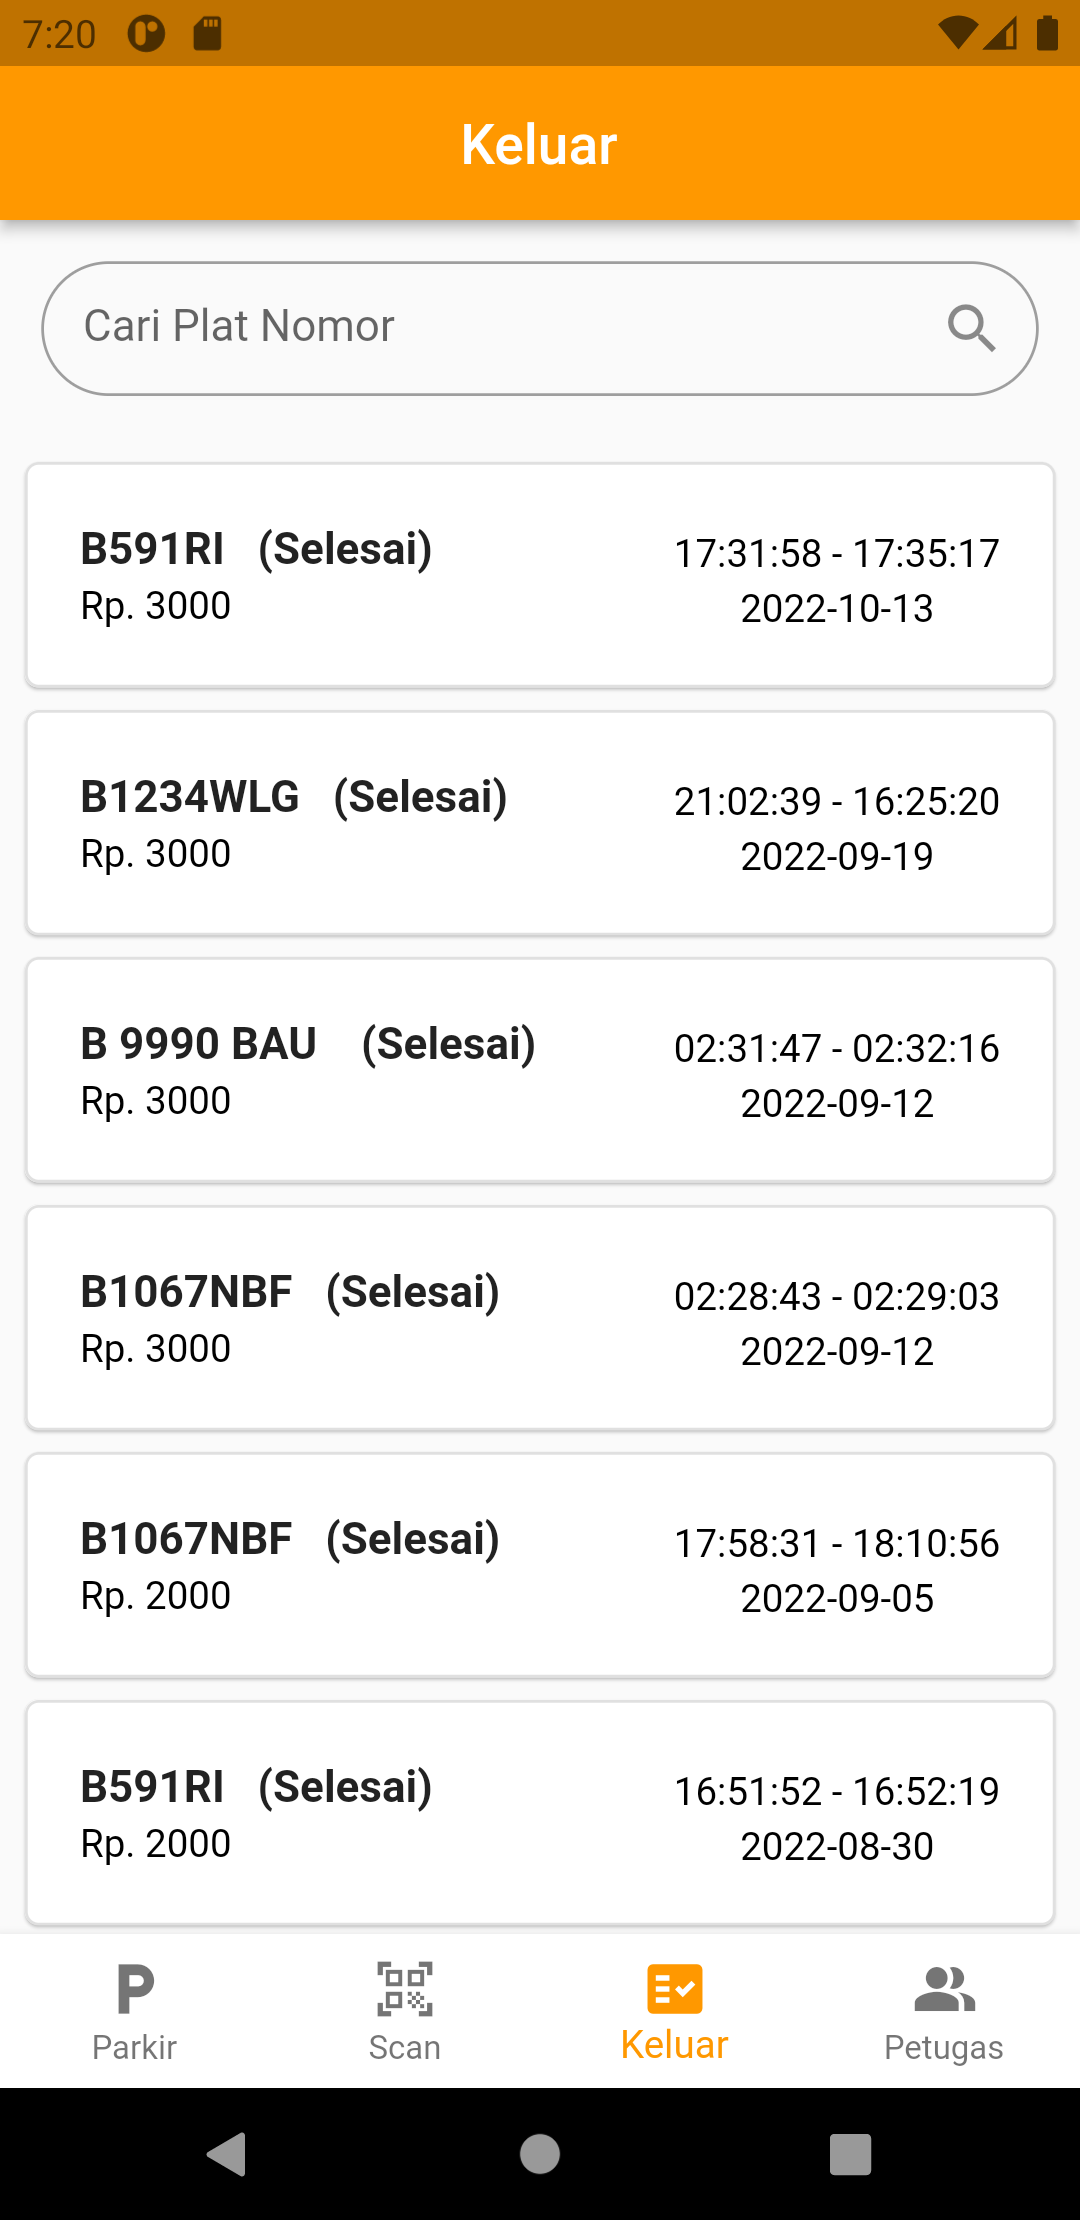 7:20
Keluar
Cari Plat Nomor
B591RI (Selesai)
Rp. 3000
17:31:58 - 17:35:17
2022-10-13
B1234WLG (Selesai)
Rp. 3000
21:02:39 - 16:25:20
2022-09-19
B 9990 BAU (Selesai)
Rp. 3000
02:31:47 - 02:32:16
2022-09-12
B1067NBF (Selesai)
Rp. 3000
02:28:43 - 02:29:03
2022-09-12
B1067NBF (Selesai)
Rp. 2000
17:58:31 - 18:10:56
2022-09-05
B591RI (Selesai)
Rp. 2000
16:51:52 - 16:52:19
2022-08-30
Parkir
Scan
Keluar
Petugas